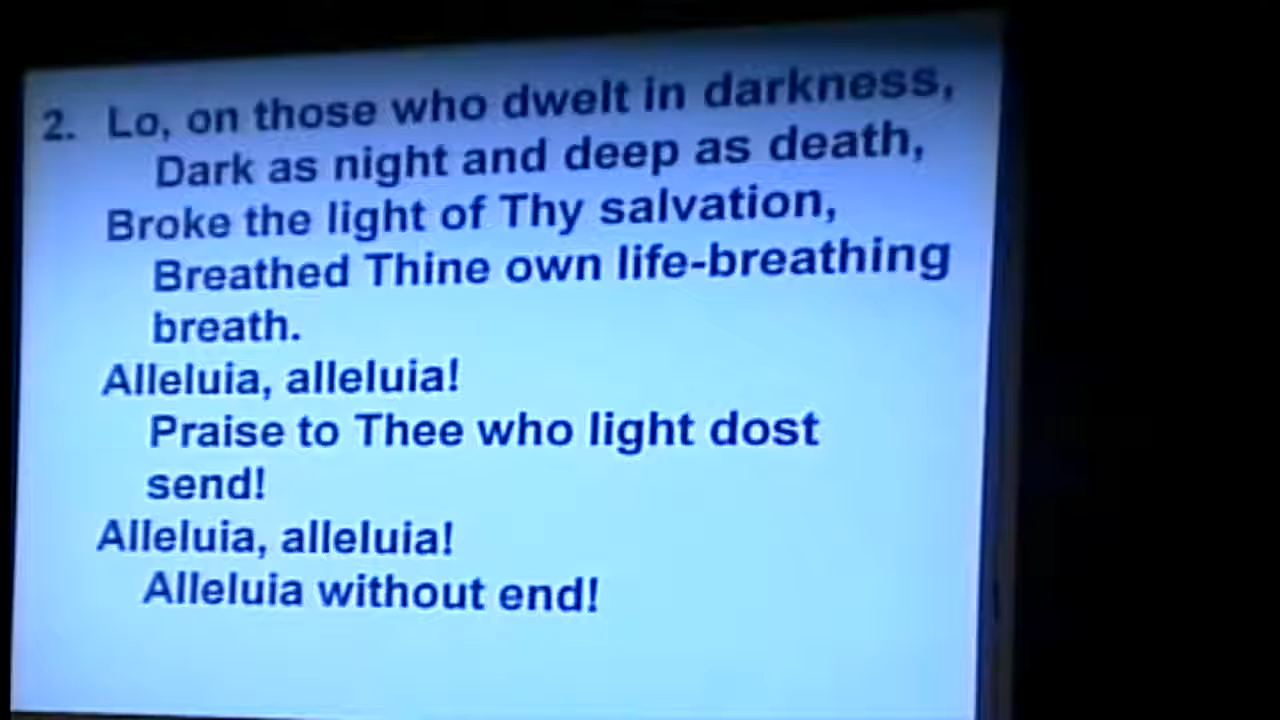 2. Lo, on those who dwelt in darkness,
Dark as night and deep as death,
Broke the light of Thy salvation,
Breathed Thine own life-breathing
breath.
Alleluia, alleluia!
Praise to Thee who light dost
send!
Alleluia, alleluia!
Alleluia without end!